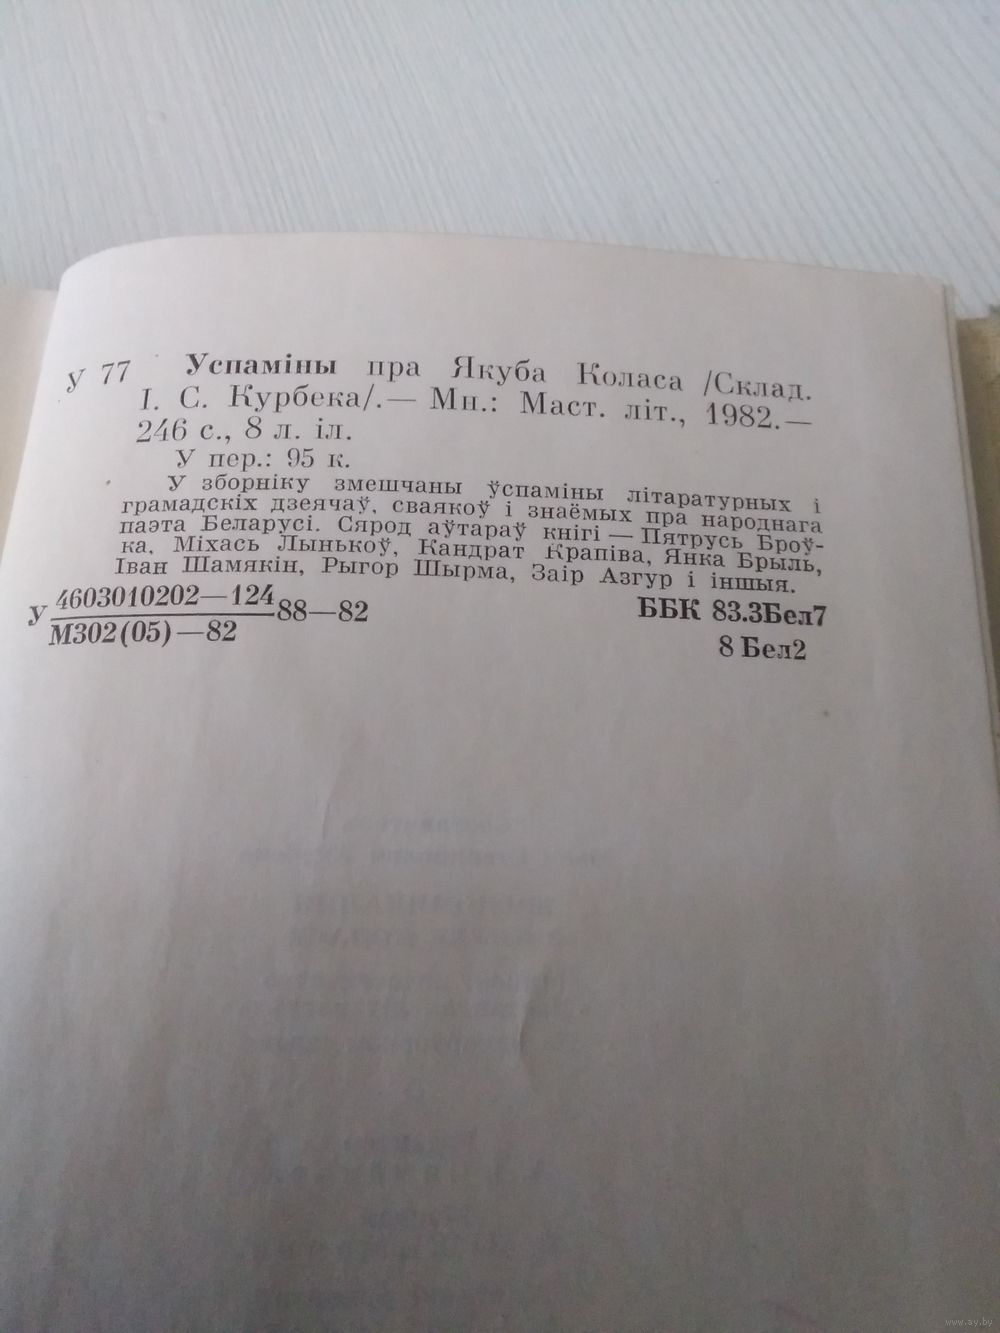 У 77 Успаміны пра Якуба Коласа /Склад.
І. С. Курбека/.— Мн.: Маст. літ., 1982.—
246 с., 8 л. іл.
У пер.: 95 к.
У зборніку змешчаны ўспаміны літаратурных і
грамадскіх дзеячаў, сваякоў і знаёмых пра народнага
паэта Беларусі. Сярод аўтараў кнігі — Пятрусь Броў-
ка, Міхась Лынькоў, Кандрат Крапіва, Янка Брыль,
Іван Шамякін, Рыгор Шырма, Заір Азгур і іншыя.
У 4603010202—124
М302(05)—82
88—82
ББК 83.3Бел7
8 Бел2
www.ay.by